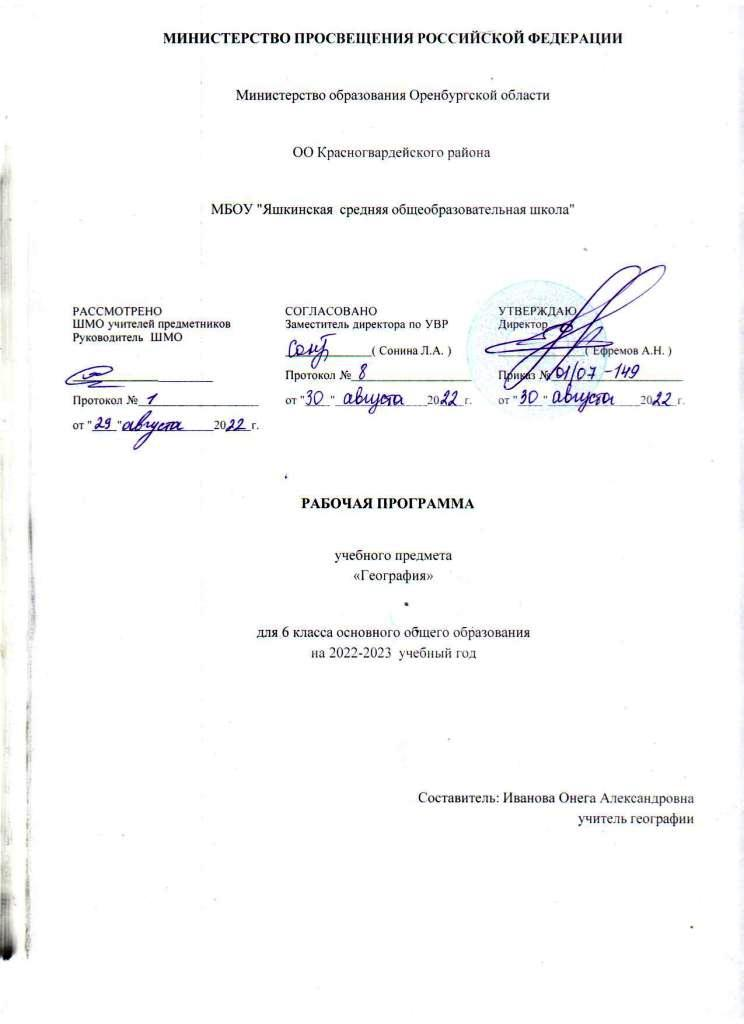 МИНИСТЕРСТВО ПРОСВЕЩЕНИЯ РОССИЙСКОЙ ФЕДЕРАЦИИ
Министерство образования Оренбургской области
ОО Красногвардейского района
МБОУ "Яшкинская средняя общеобразовательная школа"
РАССМОТРЕНО
ШМО учителей предметников
Руководитель ШМО
Протокол № 1
от "29" августа 2022 г.
СОГЛАСОВАНО
Заместитель директора по УВР
( Сонина Л.А. )
Протокол № 8
от "30" августа 2022 г.
УТВЕРЖДАЮ
Директор
( Ефремов А.Н. )
Приказ № 01/07 -149
от "30" августа 2022 г.
РАБОЧАЯ ПРОГРАММА
учебного предмета
«География»
для 6 класса основного общего образования
на 2022-2023 учебный год
Составитель: Иванова Онега Александровна
учитель географии